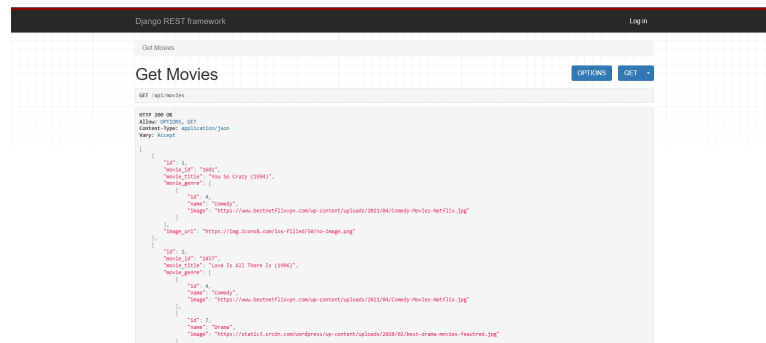 Django REST framework
Log in
Get Movies
Get Movies
OPTIONS
GET
GET /api/movies
HTTP 200 OK
Allow: OPTIONS, GET
Content-Type: application/json
Vary: Accept
[
{
"id": 1,
"movie_id": "1681",
"movie_title": "You So Crazy (1994)",
"movie_genre": [
{
"id": 4,
"name": "Comedy",
"image": "https://www.bestnetflixvpn.com/wp-content/uploads/2021/04/Comedy-Movies-Netflix.jpg"
}
],
"image_url": "https://img.icons8.com/ios-filled/50/no-image.png"
},
{
"id": 2,
"movie_id": "1457",
"movie_title": "Love Is All There Is (1996)",
"movie_genre": [
{
"id": 4,
"name": "Comedy",
"image": "https://www.bestnetflixvpn.com/wp-content/uploads/2021/04/Comedy-Movies-Netflix.jpg"
},
{
"id": 7,
"name": "Drama",
"image": "https://static3.srcdn.com/wordpress/wp-content/uploads/2020/02/best-drama-movies-feautred.jpg"
}